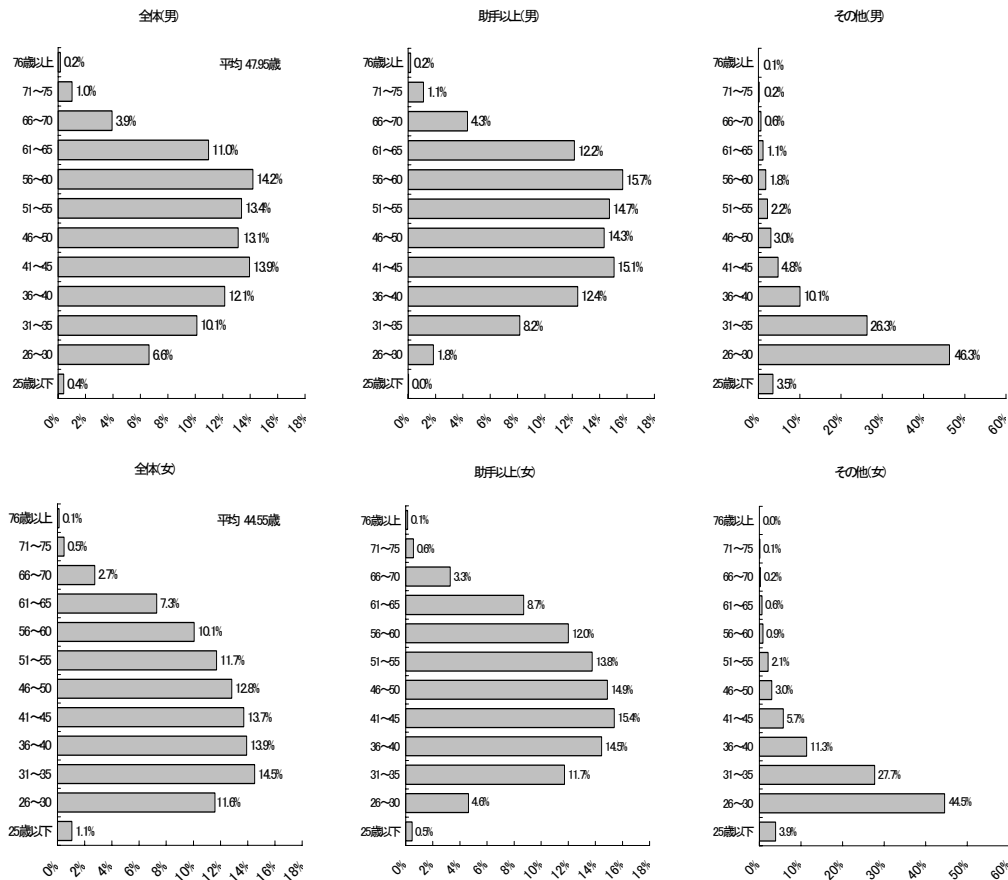 全体(男)
平均 47.95歳
76歳以上 0.2%
71〜75 1.0%
66〜70 3.9%
61〜65 11.0%
56〜60 14.2%
51〜55 13.4%
46〜50 13.1%
41〜45 13.9%
36〜40 12.1%
31〜35 10.1%
26〜30 6.6%
25歳以下 0.4%
0% 2% 4% 6% 8% 10% 12% 14% 16% 18%
助手以上(男)
76歳以上 0.2%
71〜75 1.1%
66〜70 4.3%
61〜65 12.2%
56〜60 15.7%
51〜55 14.7%
46〜50 14.3%
41〜45 15.1%
36〜40 12.4%
31〜35 8.2%
26〜30 1.8%
25歳以下 0.0%
0% 2% 4% 6% 8% 10% 12% 14% 16% 18%
その他(男)
76歳以上 0.1%
71〜75 0.2%
66〜70 0.6%
61〜65 1.1%
56〜60 1.8%
51〜55 2.2%
46〜50 3.0%
41〜45 4.8%
36〜40 10.1%
31〜35 26.3%
26〜30 46.3%
25歳以下 3.5%
0% 10% 20% 30% 40% 50% 60%
全体(女)
平均 44.55歳
76歳以上 0.1%
71〜75 0.5%
66〜70 2.7%
61〜65 7.3%
56〜60 10.1%
51〜55 11.7%
46〜50 12.8%
41〜45 13.7%
36〜40 13.9%
31〜35 14.5%
26〜30 11.6%
25歳以下 1.1%
0% 2% 4% 6% 8% 10% 12% 14% 16% 18%
助手以上(女)
76歳以上 0.1%
71〜75 0.6%
66〜70 3.3%
61〜65 8.7%
56〜60 12.0%
51〜55 13.8%
46〜50 14.9%
41〜45 15.4%
36〜40 14.5%
31〜35 11.7%
26〜30 4.6%
25歳以下 0.5%
0% 2% 4% 6% 8% 10% 12% 14% 16% 18%
その他(女)
76歳以上 0.0%
71〜75 0.1%
66〜70 0.2%
61〜65 0.6%
56〜60 0.9%
51〜55 2.1%
46〜50 3.0%
41〜45 5.7%
36〜40 11.3%
31〜35 27.7%
26〜30 44.5%
25歳以下 3.9%
0% 10% 20% 30% 40% 50% 60%